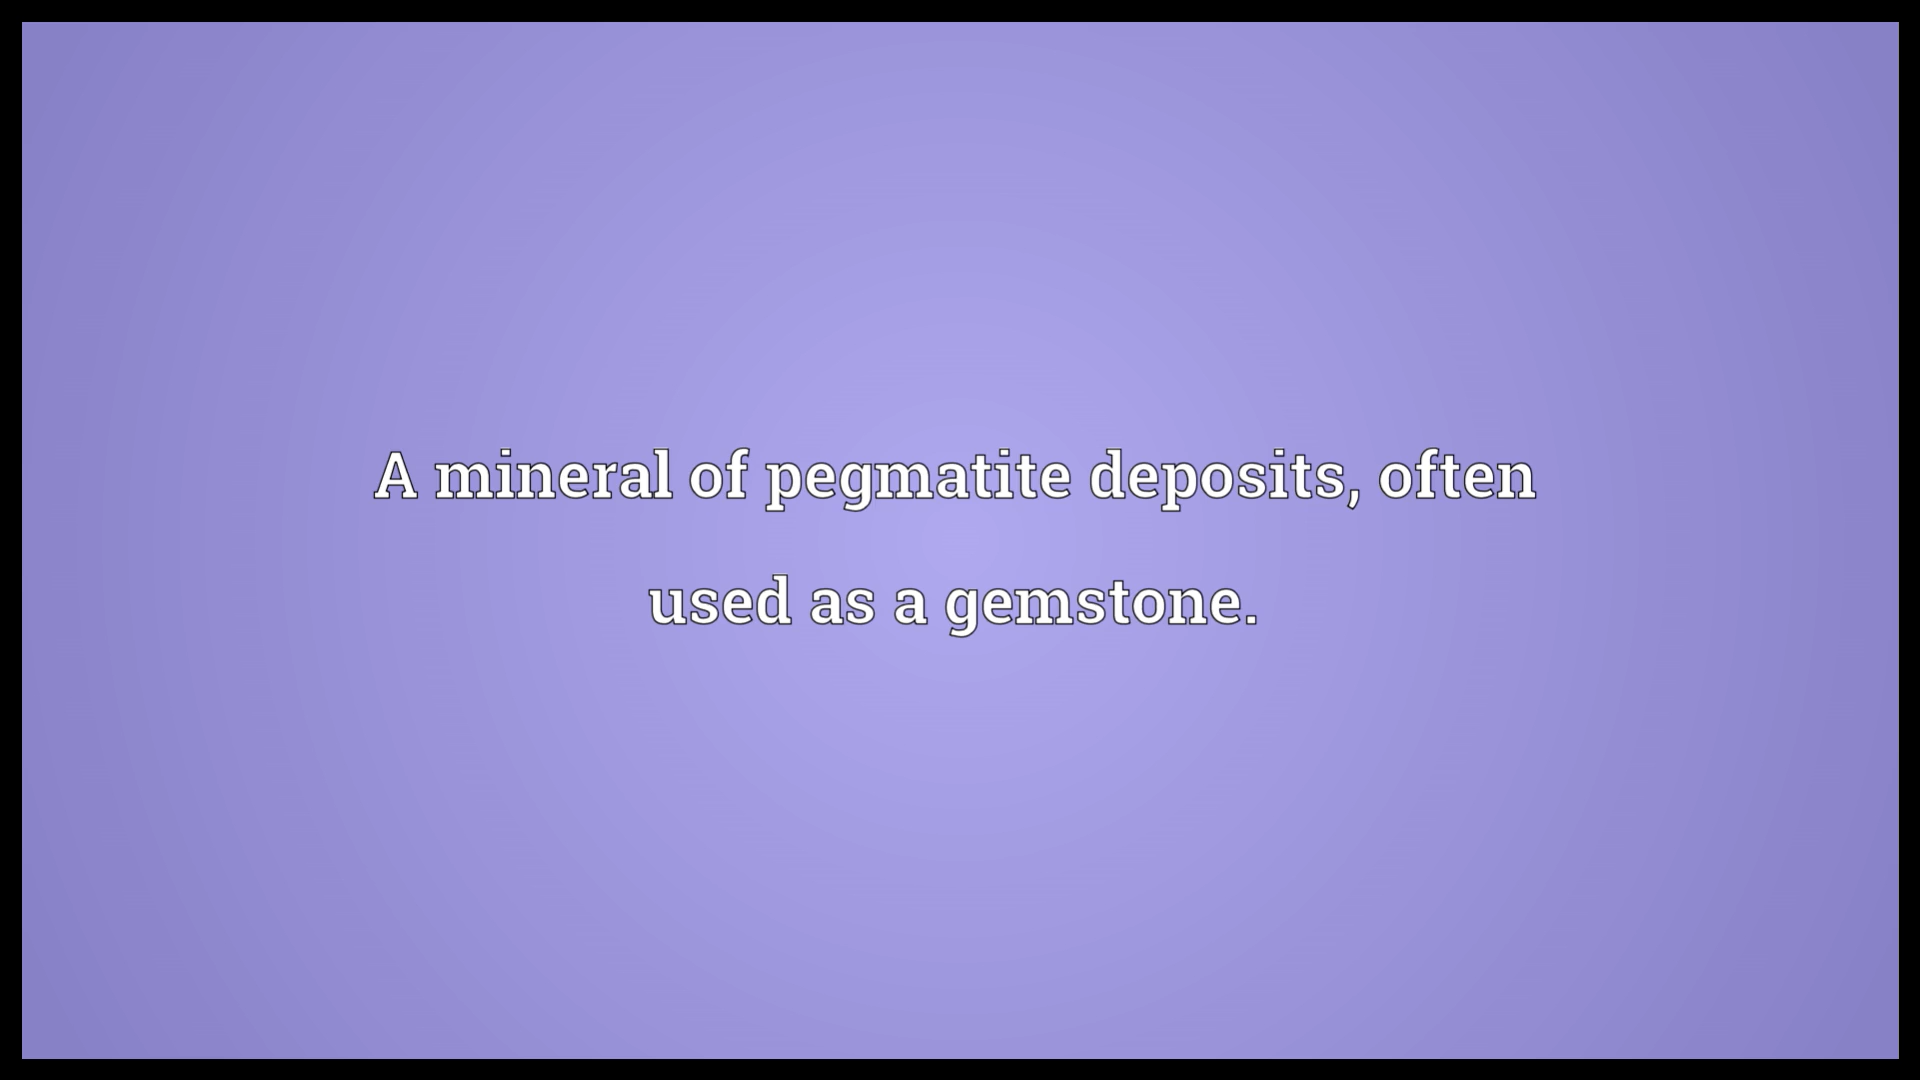 A mineral of pegmatite deposits, often
used as a gemstone.